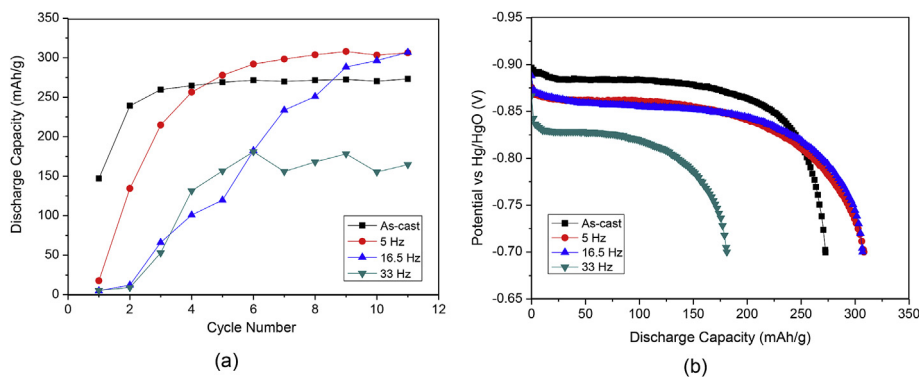 350
300
250
200
150
100
50
0
0 2 4 6 8 10 12
Discharge Capacity (mAh/g)
Cycle Number
As-cast
5 Hz
16.5 Hz
33 Hz
(a)
-0.95
-0.90
-0.85
-0.80
-0.75
-0.70
-0.65
0 50 100 150 200 250 300 350
Potential vs Hg/HgO (V)
Discharge Capacity (mAh/g)
As-cast
5 Hz
16.5 Hz
33 Hz
(b)